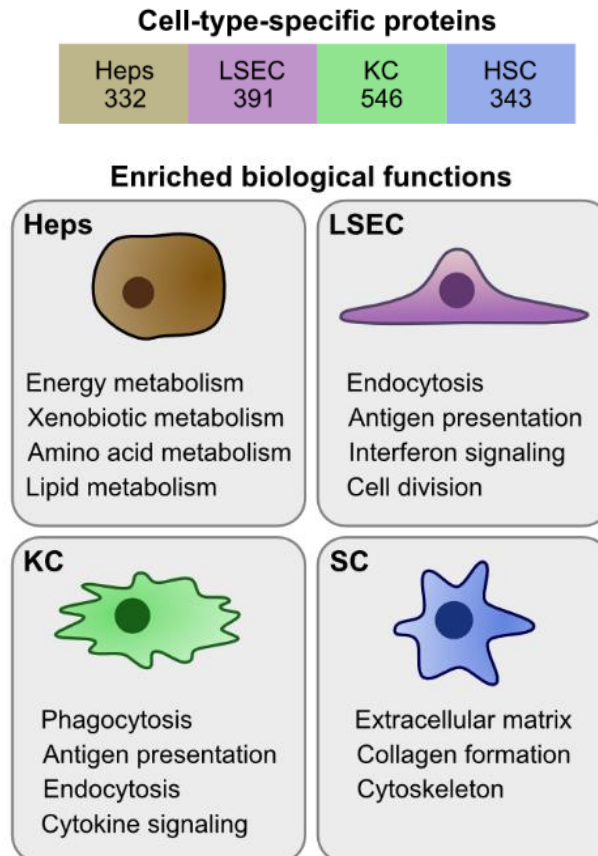 Cell-type-specific proteins
Heps LSEC KC HSC
332 391 546 343
Enriched biological functions
Heps
Energy metabolism
Xenobiotic metabolism
Amino acid metabolism
Lipid metabolism
LSEC
Endocytosis
Antigen presentation
Interferon signaling
Cell division
KC
Phagocytosis
Antigen presentation
Endocytosis
Cytokine signaling
SC
Extracellular matrix
Collagen formation
Cytoskeleton